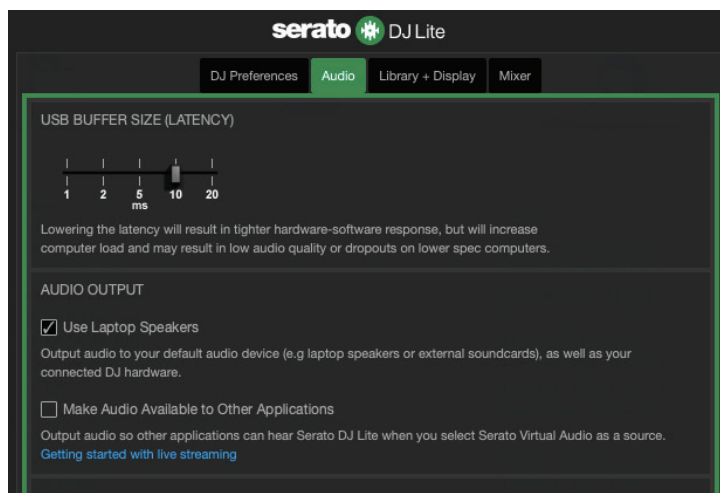 serato DJ Lite
DJ Preferences Audio Library + Display Mixer
USB BUFFER SIZE (LATENCY)
1 2 5 10 20
ms
Lowering the latency will result in tighter hardware-software response, but will increase
computer load and may result in low audio quality or dropouts on lower spec computers.
AUDIO OUTPUT
Use Laptop Speakers
Output audio to your default audio device (e.g laptop speakers or external soundcards), as well as your
connected DJ hardware.
Make Audio Available to Other Applications
Output audio so other applications can hear Serato DJ Lite when you select Serato Virtual Audio as a source.
Getting started with live streaming